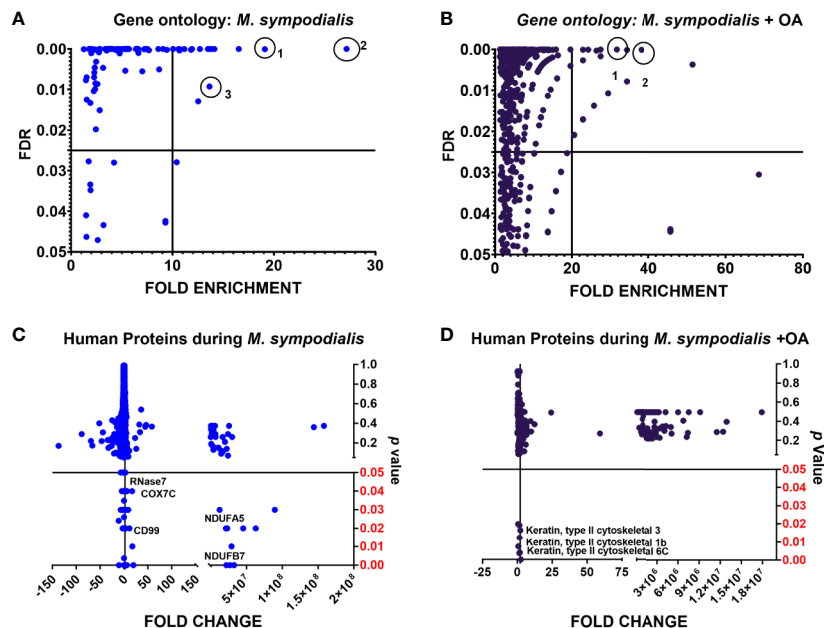 A
Gene ontology: M. sympodialis
0.00
0.01
0.02
0.03
0.04
0.05
FDR
0
10
20
30
FOLD ENRICHMENT
1
2
3
B
Gene ontology: M. sympodialis + OA
0.00
0.01
0.02
0.03
0.04
0.05
FDR
0
20
40
60
80
FOLD ENRICHMENT
1
2
C
Human Proteins during M. sympodialis
1.0
0.8
0.6
0.4
0.2
0.05
0.04
0.03
0.02
0.01
0.00
p value
RNase7
COX7C
CD99
NDUFA5
NDUFB7
-150
-100
-50
0
50
100
150
5×10⁷
1×10⁸
1.5×10⁸
2×10⁸
FOLD CHANGE
D
Human Proteins during M. sympodialis +OA
1.0
0.8
0.6
0.4
0.2
0.05
0.04
0.03
0.02
0.01
0.00
p Value
Keratin, type II cytoskeletal 3
Keratin, type II cytoskeletal 1b
Keratin, type II cytoskeletal 6C
-25
0
25
50
75
3×10⁶
6×10⁶
9×10⁶
1.2×10⁷
1.5×10⁷
1.8×10⁷
FOLD CHANGE